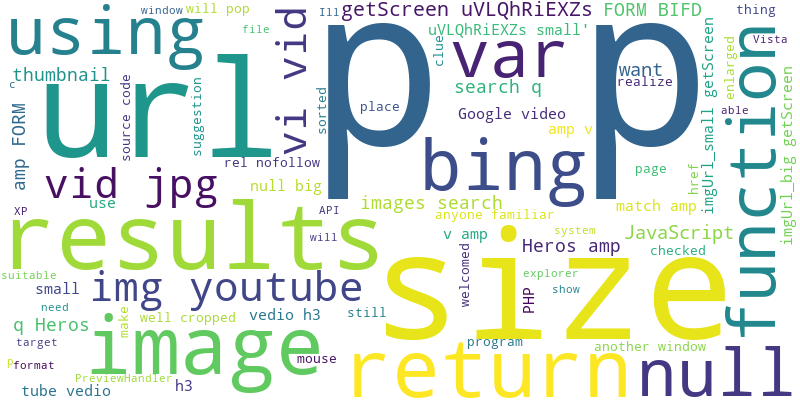 window
will pop
Ill
getScreen uVLQhRiEXZs
FORM BIFD
thing
using
file
vi vid
uVLQhRiEXZs small'
Vista
url
p p
var
clue
want
function
enlarged
thumbnail
source code
suggestion
search q
realize
imgUrl_small getScreen
c
sorted
place
Google video
able
imgUrl_big getScreen
amp FORM
amp v
bing
rel nofollow
page
vid jpg
null big
href
use
images search
match amp
XP
API
anyone familiar
results
will
v amp
system
JavaScript
Heros amp
checked
suitable
welcomed
size
explorer
small
img youtube
PHP
show
need
make
well cropped
vedio h3
still
q Heros
image
target
program
another window
mouse
return
null
p
format
PreviewHandler
h3
tube vedio